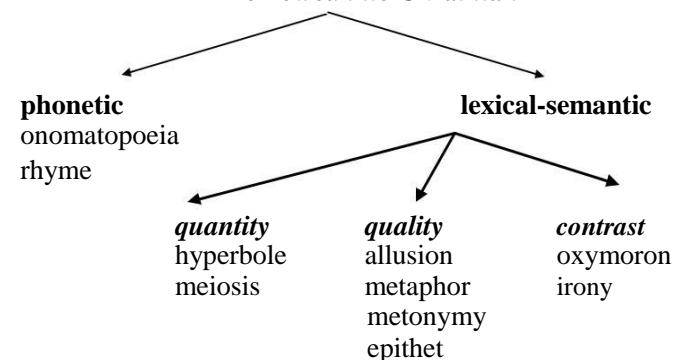 phonetic
onomatopoeia
rhyme
lexical-semantic
quantity
hyperbole
meiosis
quality
allusion
metaphor
metonymy
epithet
contrast
oxymoron
irony